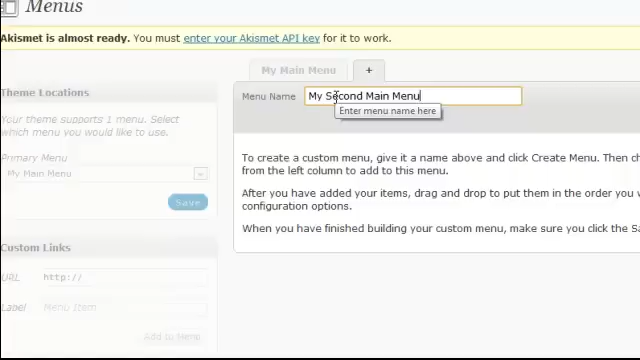 Menus
Akismet is almost ready. You must enter your Akismet API key for it to work.
My Main Menu
+
Theme Locations
Your theme supports 1 menu. Select
which menu you would like to use.
Primary Menu
My Main Menu
Save
Custom Links
URL
http://
Label
Menu Item
Add to Menu
Menu Name
My Second Main Menu
Enter menu name here
To create a custom menu, give it a name above and click Create Menu. Then ch
from the left column to add to this menu.
After you have added your items, drag and drop to put them in the order you w
configuration options.
When you have finished building your custom menu, make sure you click the Sa